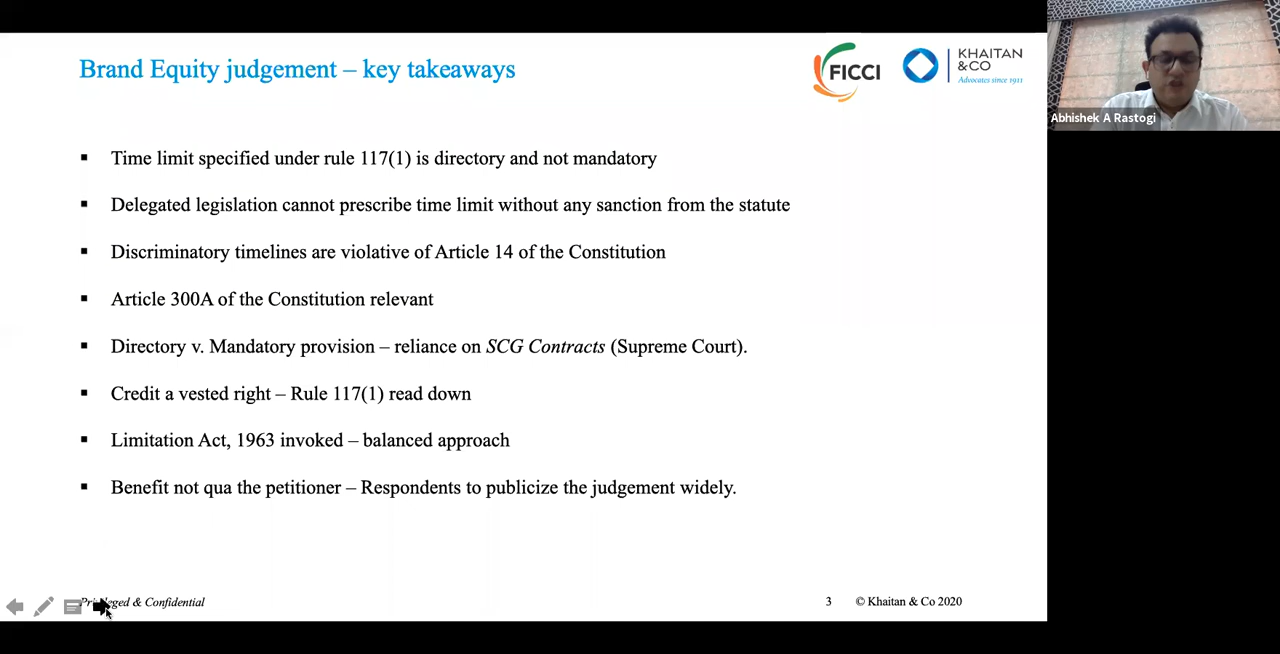 Brand Equity judgement – key takeaways
FICCI
KHAITAN
&CO
Advocates since 1911
Abhishek A Rastogi
▪ Time limit specified under rule 117(1) is directory and not mandatory
▪ Delegated legislation cannot prescribe time limit without any sanction from the statute
▪ Discriminatory timelines are violative of Article 14 of the Constitution
▪ Article 300A of the Constitution relevant
▪ Directory v. Mandatory provision – reliance on SCG Contracts (Supreme Court).
▪ Credit a vested right – Rule 117(1) read down
▪ Limitation Act, 1963 invoked – balanced approach
▪ Benefit not qua the petitioner – Respondents to publicize the judgement widely.
Privileged & Confidential
3 © Khaitan & Co 2020